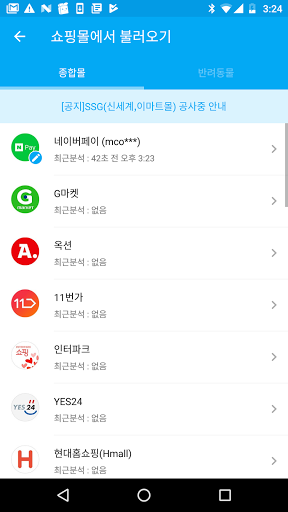 3:24
쇼핑몰에서 불러오기
종합몰
반려동물
[공지]SSG(신세계,이마트몰) 공사중 안내
N Pay
네이버페이 (mco***)
최근분석 : 42초 전 오후 3:23
G market
G마켓
최근분석 : 없음
A.
옥션
최근분석 : 없음
11
11번가
최근분석 : 없음
쇼핑
인터파크
최근분석 : 없음
YES24
YES24
최근분석 : 없음
H
현대홈쇼핑(Hmall)
최근분석 : 없음